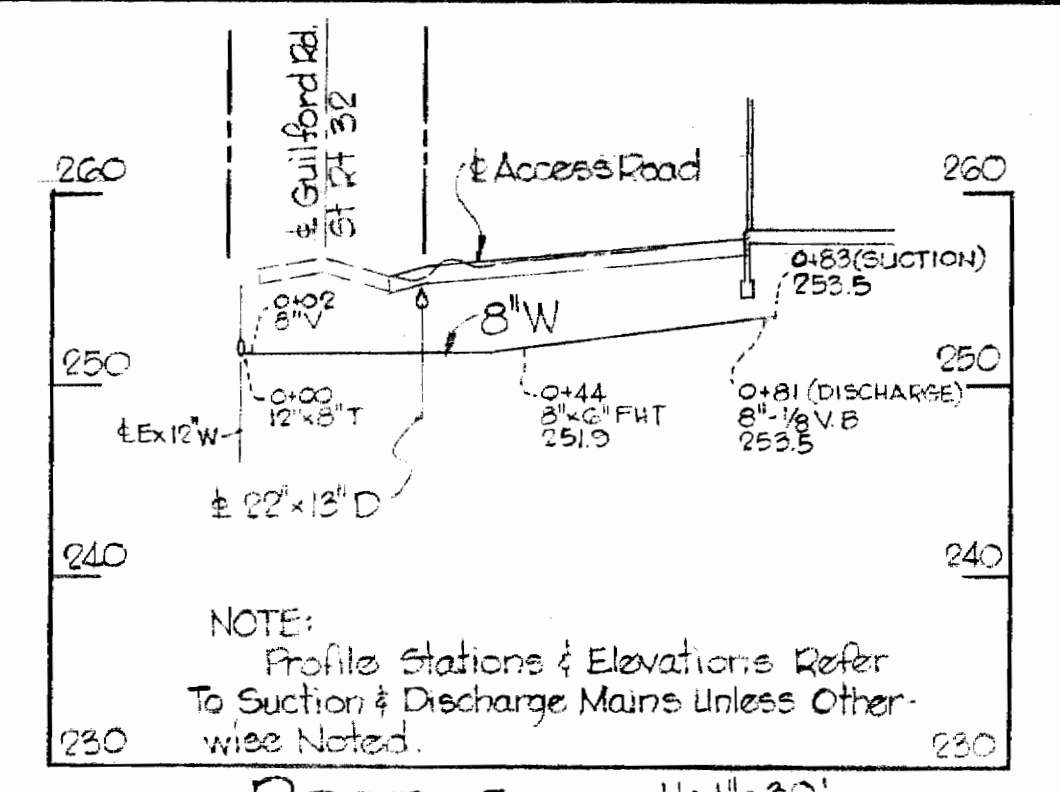 ℄ Guilford Rd.
St Rt 32
260
260
℄ Access Road
0+83 (SUCTION)
253.5
0+02
8"V
8"W
250
250
0+00
12"x8"T
0+44
8"x6" FHT
251.9
0+81 (DISCHARGE)
8"-1/8 V.B
253.5
℄ Ex 12"W
℄ 22"x13" D
240
240
NOTE:
Profile Stations & Elevations Refer
To Suction & Discharge Mains Unless Other-
wise Noted.
230
230